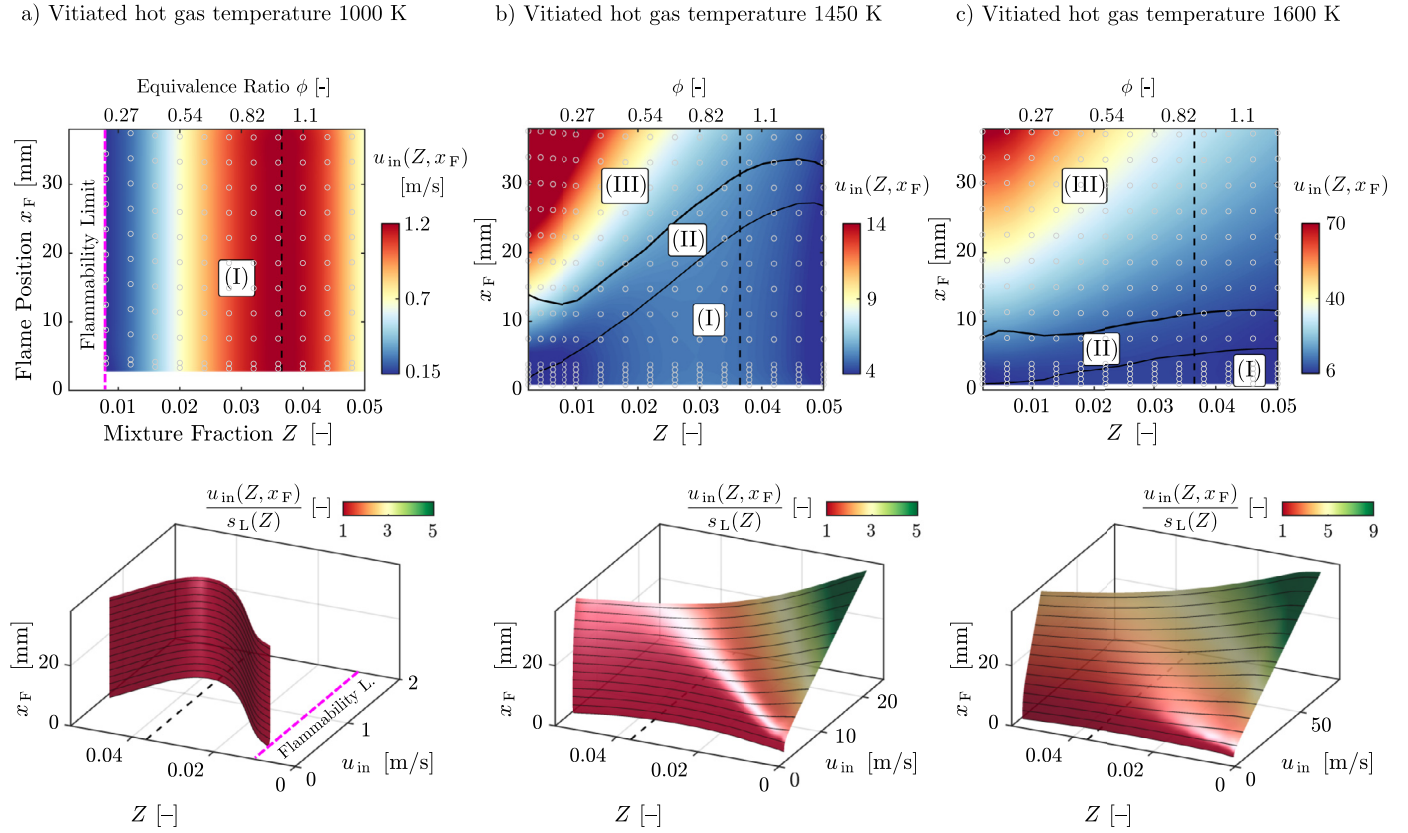 a) Vitiated hot gas temperature 1000 K
b) Vitiated hot gas temperature 1450 K
c) Vitiated hot gas temperature 1600 K
Equivalence Ratio ϕ [-]
0.27 0.54 0.82 1.1
Flame Position x_F [mm]
30
20
10
0
Flammability Limit
(I)
0.01 0.02 0.03 0.04 0.05
Mixture Fraction Z [–]
u_in(Z, x_F)
[m/s]
1.2
0.7
0.15
ϕ [-]
0.27 0.54 0.82 1.1
x_F [mm]
30
20
10
0
(III)
(II)
(I)
0.01 0.02 0.03 0.04 0.05
Z [–]
u_in(Z, x_F)
14
9
4
ϕ [-]
0.27 0.54 0.82 1.1
x_F [mm]
30
20
10
0
(III)
(II)
(I)
0.01 0.02 0.03 0.04 0.05
Z [–]
u_in(Z, x_F)
70
40
6
u_in(Z, x_F)
s_L(Z)
[–]
1 3 5
x_F [mm]
20
0
0.04
0.02
0
Z [–]
Flammability L.
0
1
2
u_in [m/s]
u_in(Z, x_F)
s_L(Z)
[–]
1 3 5
x_F [mm]
20
0
0.04
0.02
0
Z [–]
0
10
20
u_in [m/s]
u_in(Z, x_F)
s_L(Z)
[–]
1 5 9
x_F [mm]
20
0
0.04
0.02
0
Z [–]
0
50
u_in [m/s]